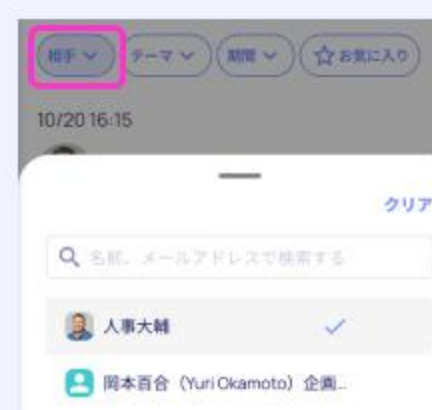 相手
テーマ
期間
お気に入り
10/20 16:15
クリア
名前、メールアドレスで検索する
人事大輔
岡本百合（Yuri Okamoto）企画...